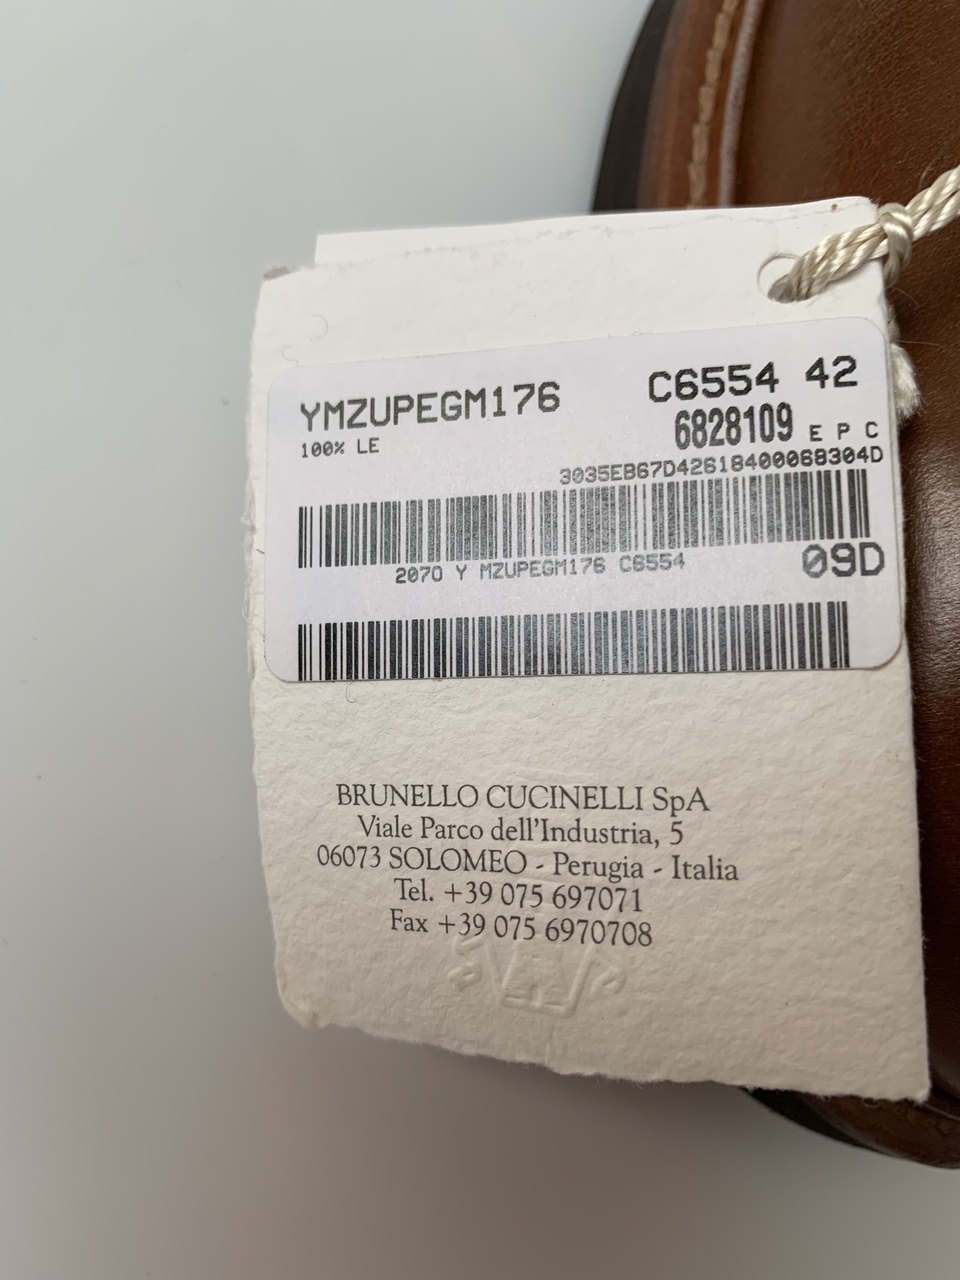 YMZUPEGM176 C6554 42
100% LE 6828109 E P C
3035EB67D42618400068304D
2070 Y MZUPEGM176 C6554 09D
BRUNELLO CUCINELLI SpA
Viale Parco dell'Industria, 5
06073 SOLOMEO - Perugia - Italia
Tel. +39 075 697071
Fax +39 075 6970708